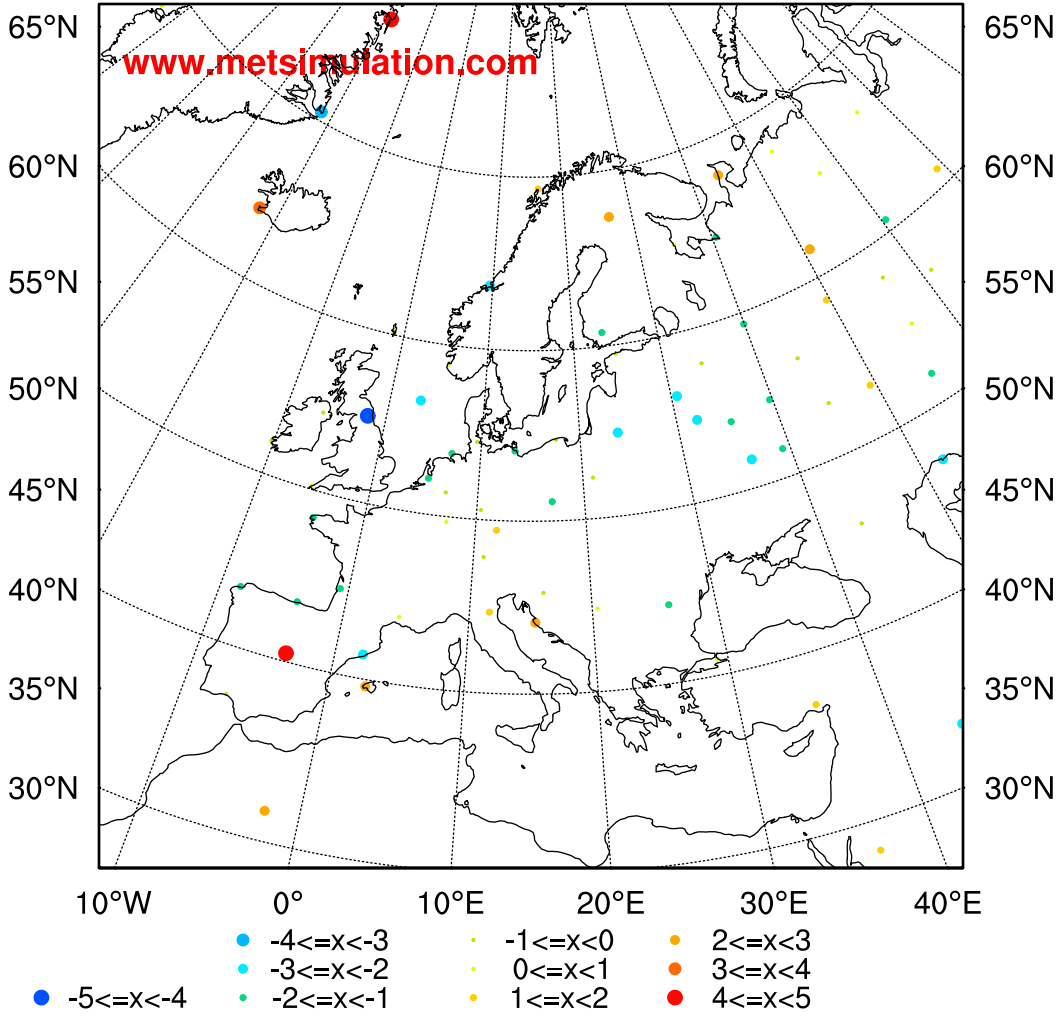 65°N 65°N
www.metsimulation.com
60°N 60°N
55°N 55°N
50°N 50°N
45°N 45°N
40°N 40°N
35°N 35°N
30°N 30°N
10°W 0° 10°E 20°E 30°E 40°E
-4<=x<-3 -1<=x<0 2<=x<3
-3<=x<-2 0<=x<1 3<=x<4
-5<=x<-4 -2<=x<-1 1<=x<2 4<=x<5